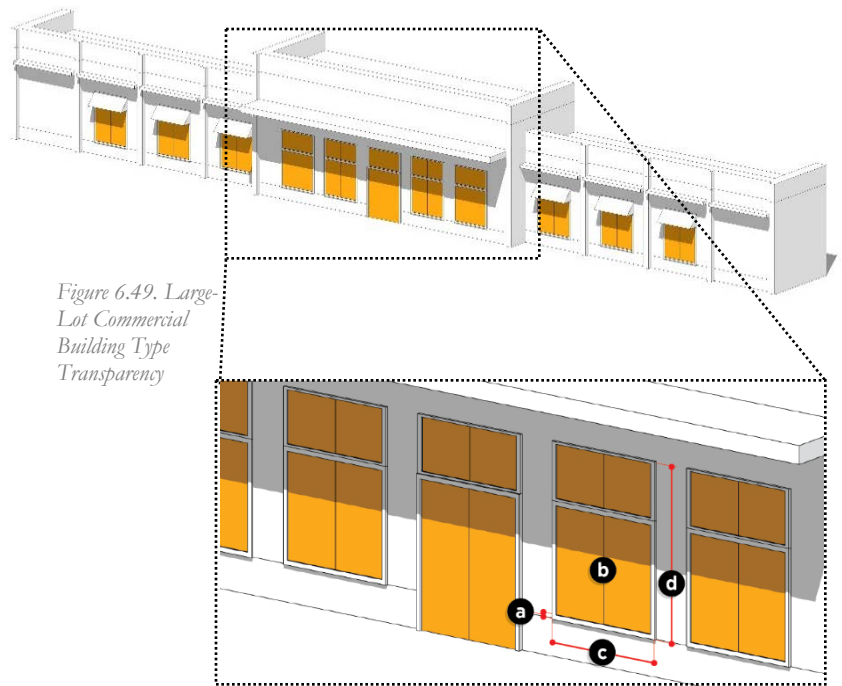 Figure 6.49. Large-
Lot Commercial
Building Type
Transparency
b
d
a
c